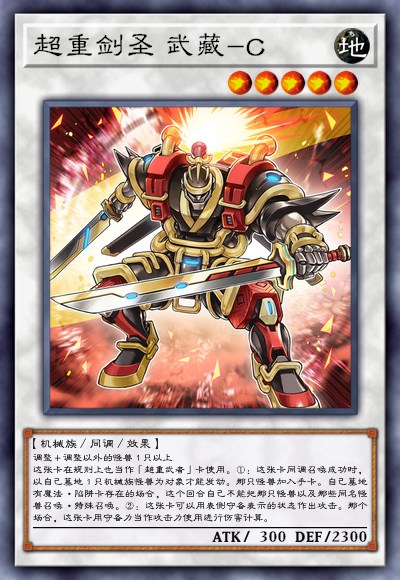 超重剑圣 武藏-C
地
【机械族/同调/效果】
调整+调整以外的怪兽1只以上
这张卡在规则上也当作「超重武者」卡使用。①：这张卡同调召唤成功时，
以自己墓地1只机械族怪兽为对象才能发动。那只怪兽加入手卡。自己墓地
有魔法·陷阱卡存在的场合，这个回合自己不能把那只怪兽以及那些同名怪
兽召唤·特殊召唤。②：这张卡可以用表侧守备表示的状态作出攻击。那个
场合，这张卡用守备力当作攻击力使用进行伤害计算。
ATK/ 300 DEF/2300